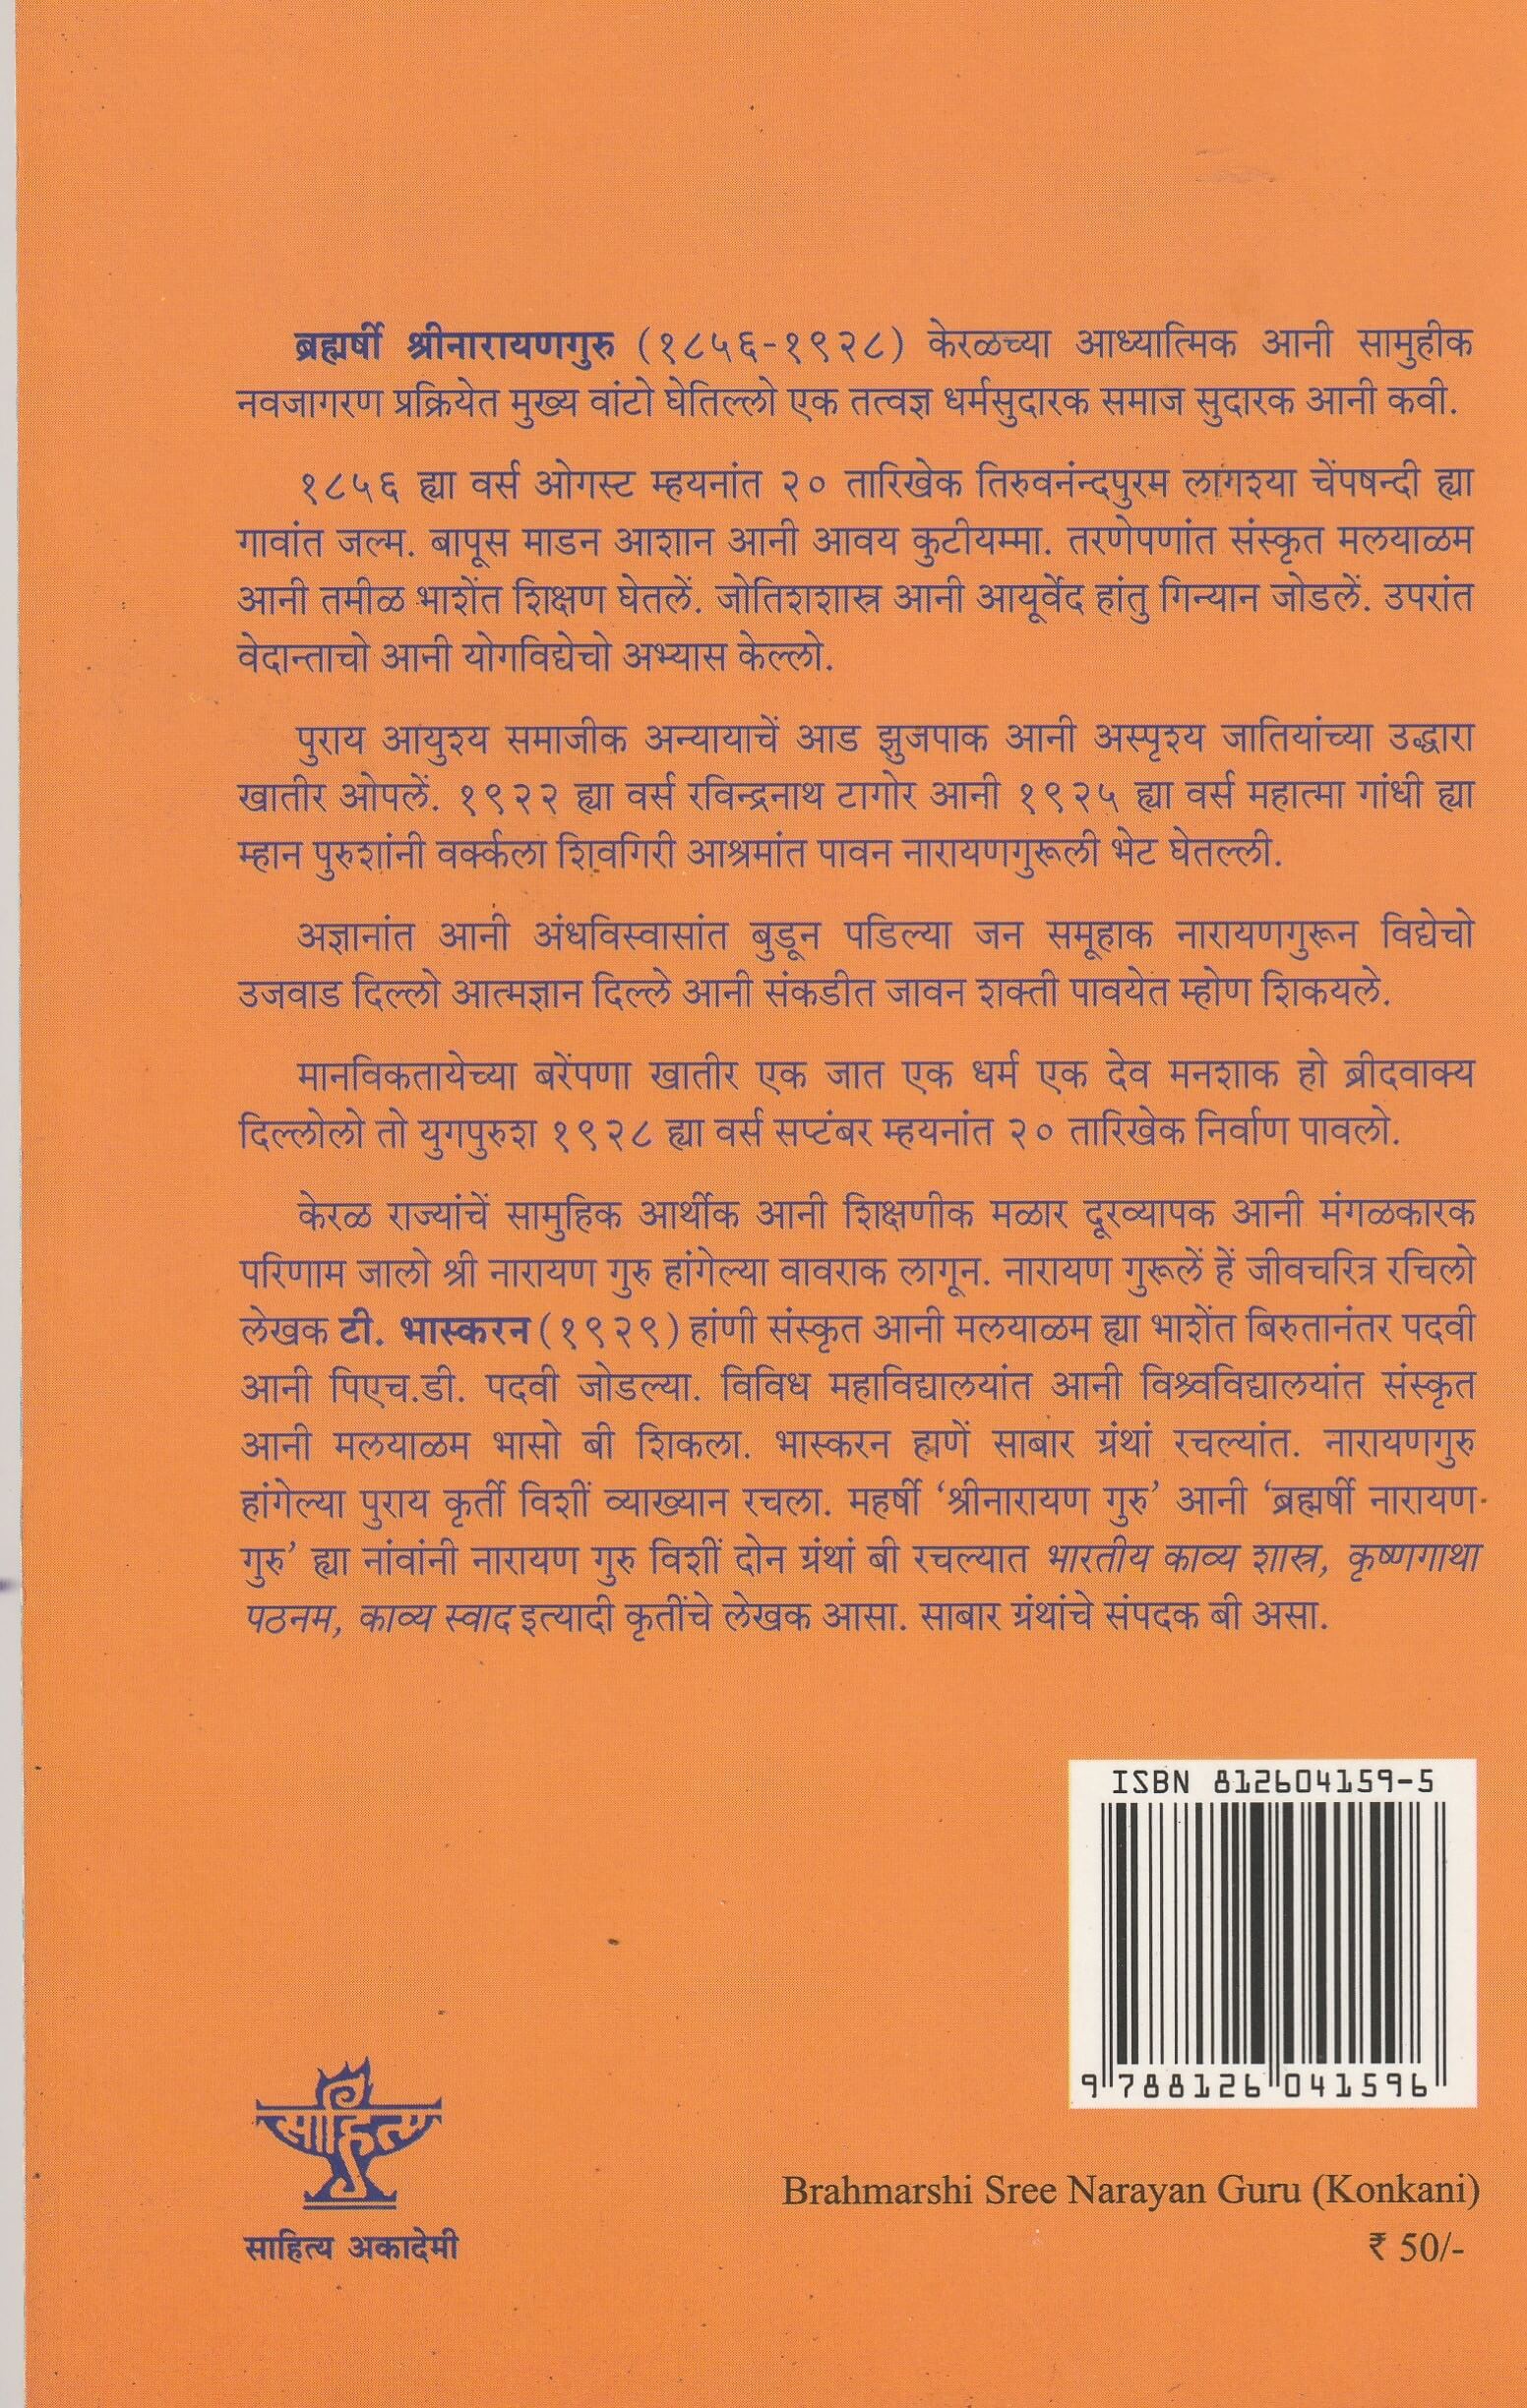 ब्रह्मर्षी श्रीनारायणगुरु (१८५६-१९२८) केरळच्या आध्यात्मिक आनी सामुहीक
नवजागरण प्रक्रियेत मुख्य वांटो घेतिल्लो एक तत्वज्ञ धर्मसुदारक समाज सुदारक आनी कवी.
१८५६ ह्या वर्स ओगस्ट म्हयनांत २० तारिखेक तिरुवनंन्दपुरम लागश्या चेंपषन्दी ह्या
गावांत जल्म. बापूस माडन आशान आनी आवय कुटीयम्मा. तरणेपणांत संस्कृत मलयाळम
आनी तमीळ भाशेंत शिक्षण घेतलें. जोतिशशास्त्र आनी आयूर्वेद हांतु गिन्यान जोडलें. उपरांत
वेदान्ताचो आनी योगविद्येचो अभ्यास केल्लो.
पुराय आयुश्य समाजीक अन्यायाचें आड झुजपाक आनी अस्पृश्य जातियांच्या उद्धारा
खातीर ओपलें. १९२२ ह्या वर्स रविन्द्रनाथ टागोर आनी १९२५ ह्या वर्स महात्मा गांधी ह्या
म्हान पुरुशांनी वर्क्कला शिवगिरी आश्रमांत पावन नारायणगुरूली भेट घेतल्ली.
अज्ञानांत आनी अंधविस्वासांत बुडून पडिल्या जन समूहाक नारायणगुरून विद्येचो
उजवाड दिल्लो आत्मज्ञान दिल्ले आनी संकडीत जावन शक्ती पावयेत म्होण शिकयले.
मानविकतायेच्या बरेंपणा खातीर एक जात एक धर्म एक देव मनशाक हो ब्रीदवाक्य
दिल्लोलो तो युगपुरुश १९२८ ह्या वर्स सप्टंबर म्हयनांत २० तारिखेक निर्वाण पावलो.
केरळ राज्यांचें सामुहिक आर्थीक आनी शिक्षणीक मळार दूरव्यापक आनी मंगळकारक
परिणाम जालो श्री नारायण गुरु हांगेल्या वावराक लागून. नारायण गुरूलें हें जीवचरित्र रचिलो
लेखक टी. भास्करन (१९२९) हांणी संस्कृत आनी मलयाळम ह्या भाशेंत बिरुतानंतर पदवी
आनी पिएच.डी. पदवी जोडल्या. विविध महाविद्यालयांत आनी विश्र्वविद्यालयांत संस्कृत
आनी मलयाळम भासो बी शिकला. भास्करन ह्मणें साबार ग्रंथां रचल्यांत. नारायणगुरु
हांगेल्या पुराय कृर्ती विशीं व्याख्यान रचला. महर्षी ‘श्रीनारायण गुरु’ आनी ‘ब्रह्मर्षी नारायण-
गुरु’ ह्या नांवांनी नारायण गुरु विशीं दोन ग्रंथां बी रचल्यात भारतीय काव्य शास्त्र, कृष्णगाथा
पठनम, काव्य स्वाद इत्यादी कृतींचे लेखक आसा. साबार ग्रंथांचे संपदक बी असा.
ISBN 812604159-5
9 788126 041596
साहित्य
साहित्य अकादेमी
Brahmarshi Sree Narayan Guru (Konkani)
₹ 50/-